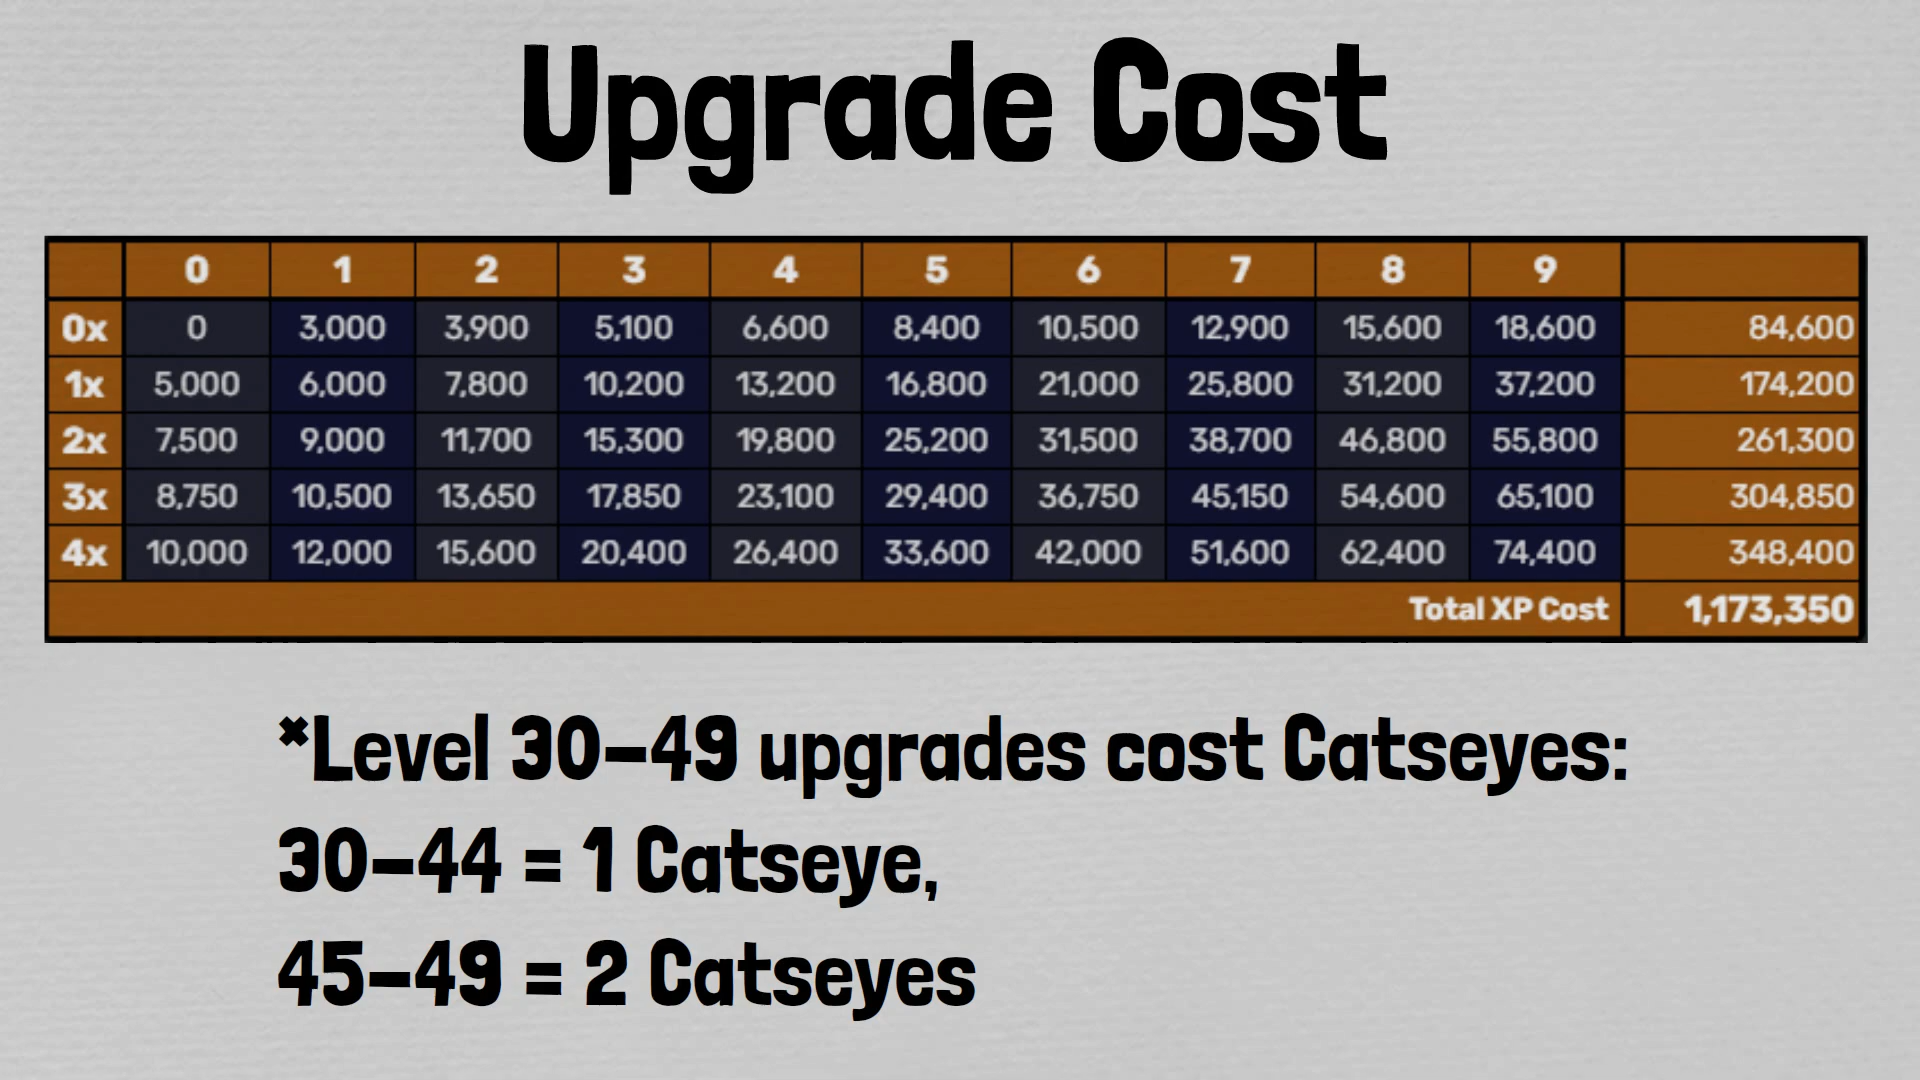 Upgrade Cost
0 1 2 3 4 5 6 7 8 9
0x 0 3,000 3,900 5,100 6,600 8,400 10,500 12,900 15,600 18,600 84,600
1x 5,000 6,000 7,800 10,200 13,200 16,800 21,000 25,800 31,200 37,200 174,200
2x 7,500 9,000 11,700 15,300 19,800 25,200 31,500 38,700 46,800 55,800 261,300
3x 8,750 10,500 13,650 17,850 23,100 29,400 36,750 45,150 54,600 65,100 304,850
4x 10,000 12,000 15,600 20,400 26,400 33,600 42,000 51,600 62,400 74,400 348,400
Total XP Cost 1,173,350
*Level 30–49 upgrades cost Catseyes:
30–44 = 1 Catseye,
45–49 = 2 Catseyes